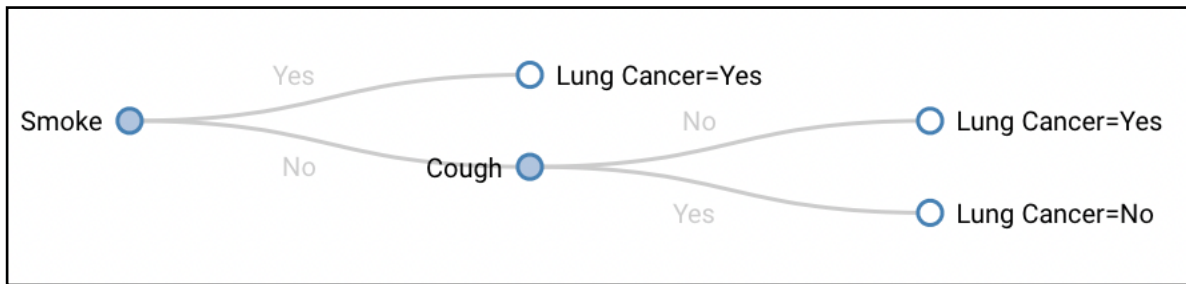 Yes
Lung Cancer=Yes
Smoke
No
Lung Cancer=Yes
No
Cough
Yes
Lung Cancer=No